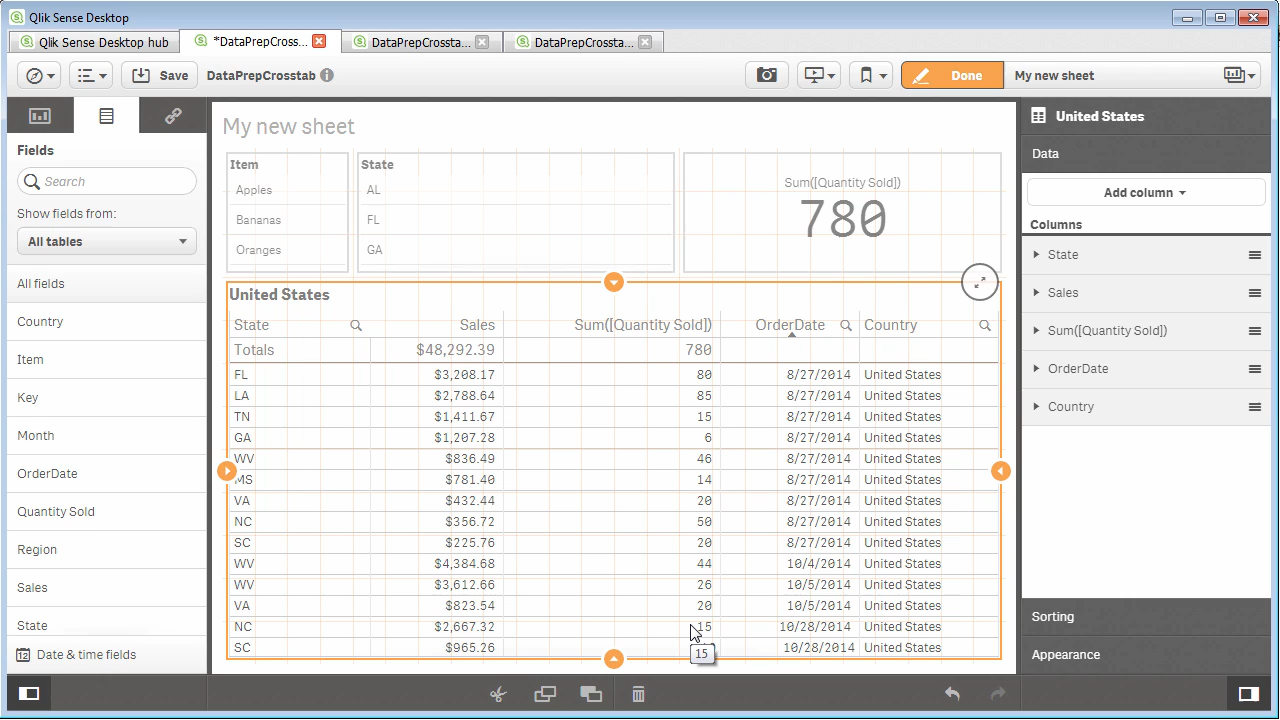 Qlik Sense Desktop
Qlik Sense Desktop hub
*DataPrepCross...
DataPrepCrossta...
DataPrepCrossta...
Save
DataPrepCrosstab
Done
My new sheet
Fields
Search
Show fields from:
All tables
All fields
Country
Item
Key
Month
OrderDate
Quantity Sold
Region
Sales
State
Date & time fields
My new sheet
Item
Apples
Bananas
Oranges
State
AL
FL
GA
Sum([Quantity Sold])
780
United States
State Sales Sum([Quantity Sold]) OrderDate Country
Totals $48,292.39 780
FL $3,208.17 80 8/27/2014 United States
LA $2,788.64 85 8/27/2014 United States
TN $1,411.67 15 8/27/2014 United States
GA $1,207.28 6 8/27/2014 United States
WV $836.49 46 8/27/2014 United States
MS $781.40 14 8/27/2014 United States
VA $432.44 20 8/27/2014 United States
NC $356.72 50 8/27/2014 United States
SC $225.76 20 8/27/2014 United States
WV $4,384.68 44 10/4/2014 United States
WV $3,612.66 26 10/5/2014 United States
VA $823.54 20 10/5/2014 United States
NC $2,667.32 15 10/28/2014 United States
SC $965.26 10/28/2014 United States
15
United States
Data
Add column
Columns
State
Sales
Sum([Quantity Sold])
OrderDate
Country
Sorting
Appearance